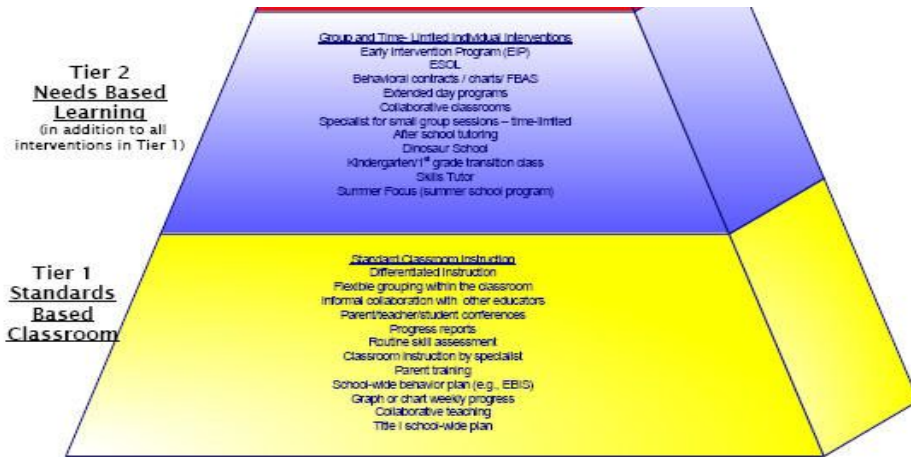 Group and Time- Limited Individual Interventions
Early Intervention Program (EIP)
ESOL
Behavioral contracts / charts/ FBAS
Extended day programs
Collaborative classrooms
Specialist for small group sessions – time-limited
After school tutoring
Dinosaur School
Kindergarten/1st grade transition class
Skills Tutor
Summer Focus (summer school program)
Tier 2
Needs Based
Learning
(in addition to all
interventions in Tier 1)
Standard Classroom Instruction
Differentiated Instruction
Flexible grouping within the classroom
Informal collaboration with other educators
Parent/teacher/student conferences
Progress reports
Routine skill assessment
Classroom instruction by specialist
Parent training
School-wide behavior plan (e.g., EBIS)
Graph or chart weekly progress
Collaborative teaching
Title I school-wide plan
Tier 1
Standards
Based
Classroom